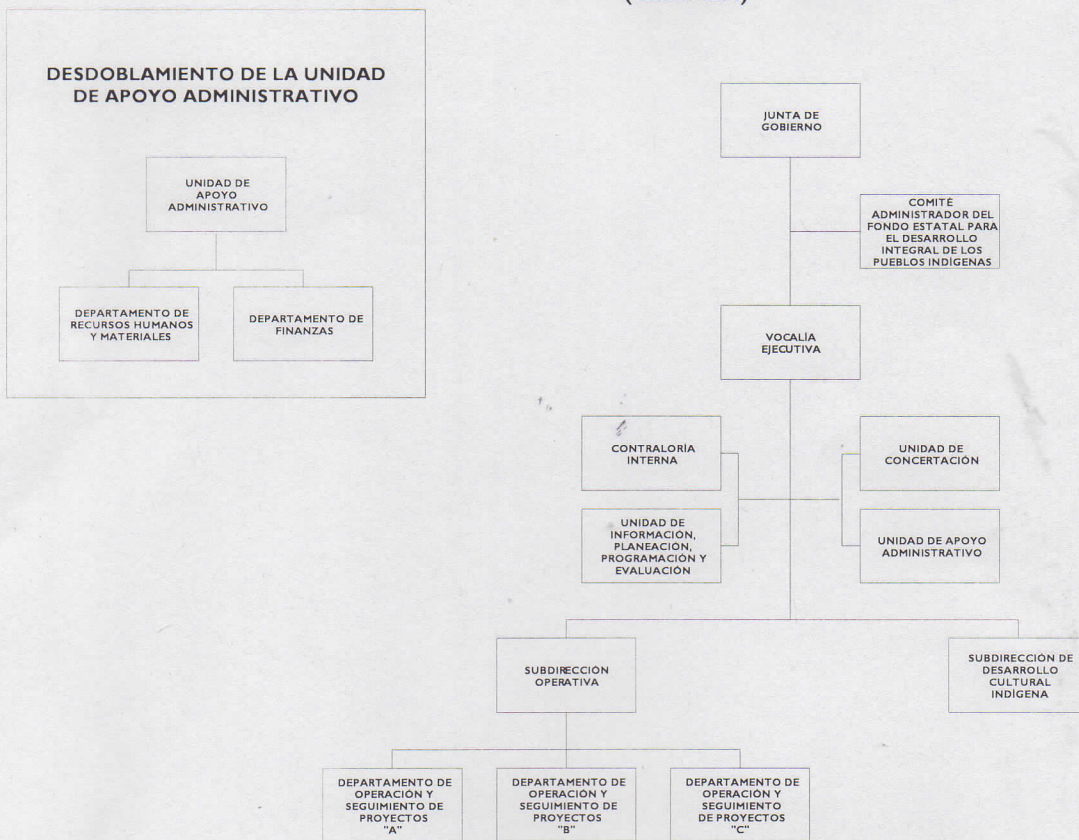 DESDOBLAMIENTO DE LA UNIDAD
DE APOYO ADMINISTRATIVO
UNIDAD DE
APOYO
ADMINISTRATIVO
DEPARTAMENTO DE
RECURSOS HUMANOS
Y MATERIALES
DEPARTAMENTO DE
FINANZAS
JUNTA DE
GOBIERNO
COMITÉ
ADMINISTRADOR DEL
FONDO ESTATAL PARA
EL DESARROLLO
INTEGRAL DE LOS
PUEBLOS INDÍGENAS
VOCALÍA
EJECUTIVA
CONTRALORÍA
INTERNA
UNIDAD DE
CONCERTACIÓN
UNIDAD DE
INFORMACIÓN,
PLANEACIÓN,
PROGRAMACIÓN Y
EVALUACIÓN
UNIDAD DE APOYO
ADMINISTRATIVO
SUBDIRECCIÓN
OPERATIVA
SUBDIRECCIÓN DE
DESARROLLO
CULTURAL
INDÍGENA
DEPARTAMENTO DE
OPERACIÓN Y
SEGUIMIENTO DE
PROYECTOS
"A"
DEPARTAMENTO DE
OPERACIÓN Y
SEGUIMIENTO DE
PROYECTOS
"B"
DEPARTAMENTO DE
OPERACIÓN Y
SEGUIMIENTO
DE PROYECTOS
"C"